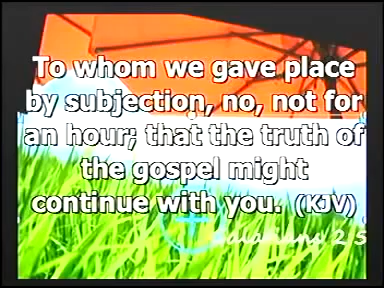 To whom we gave place
by subjection, no, not for
an hour; that the truth of
the gospel might
continue with you. (KJV)
Galatians 2:5